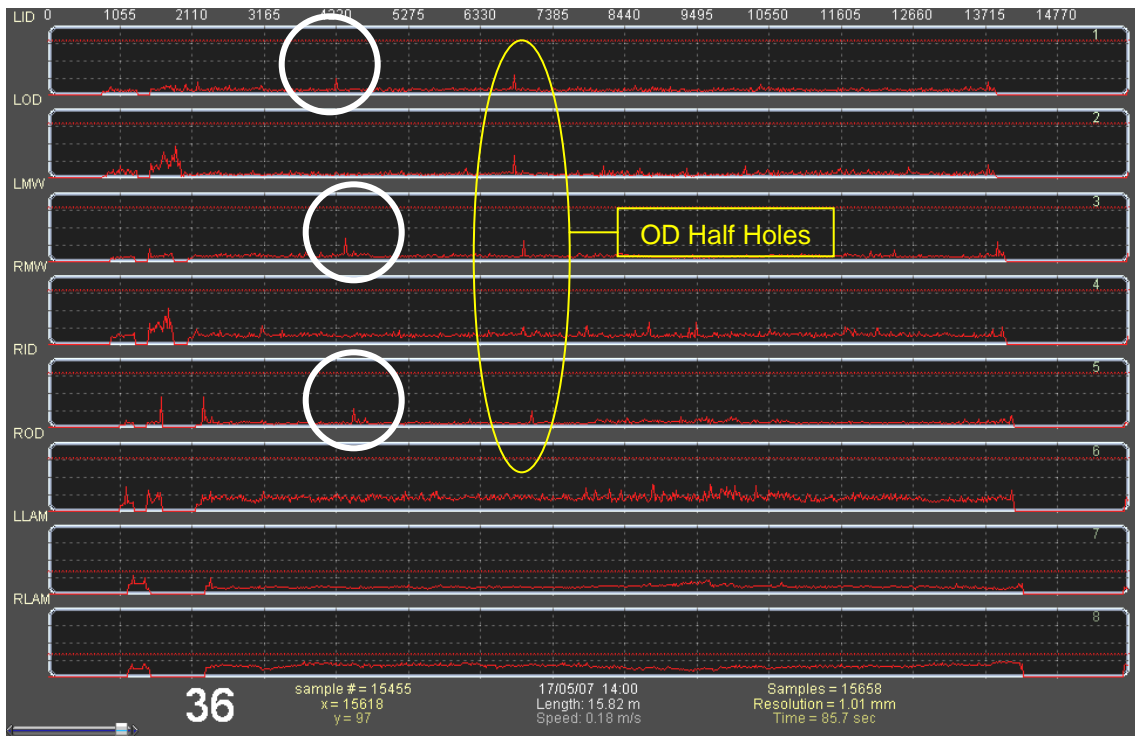 LID 0 1055 2110 3165 4220 5275 6330 7385 8440 9495 10550 11605 12660 13715 14770
1
LOD
2
LMW
3
OD Half Holes
RMW
4
RID
5
ROD
6
LLAM
7
RLAM
8
36
sample # = 15455
x = 15618
y = 97
17/05/07 14:00
Length: 15.82 m
Speed: 0.18 m/s
Samples = 15658
Resolution = 1.01 mm
Time = 85.7 sec